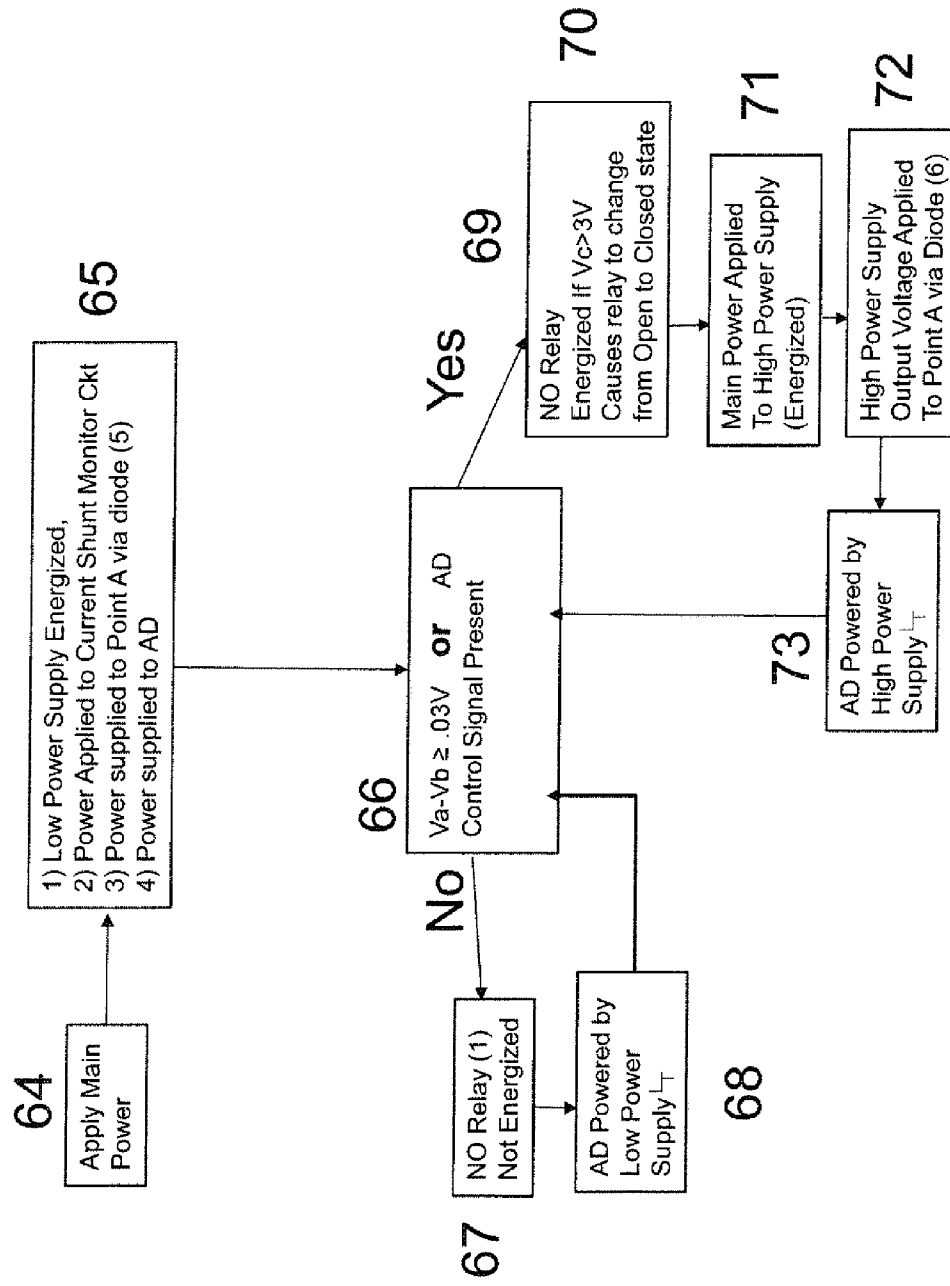 64
Apply Main
Power
65
1) Low Power Supply Energized,
2) Power Applied to Current Shunt Monitor Ckt
3) Power supplied to Point A via diode (5)
4) Power supplied to AD
66
Va-Vb ≥ .03V or AD
Control Signal Present
No
Yes
67
NO Relay (1)
Not Energized
68
AD Powered by
Low Power
Supply
69
70
NO Relay
Energized If Vc>3V
Causes relay to change
from Open to Closed state
71
Main Power Applied
To High Power Supply
(Energized)
72
High Power Supply
Output Voltage Applied
To Point A via Diode (6)
73
AD Powered by
High Power
Supply